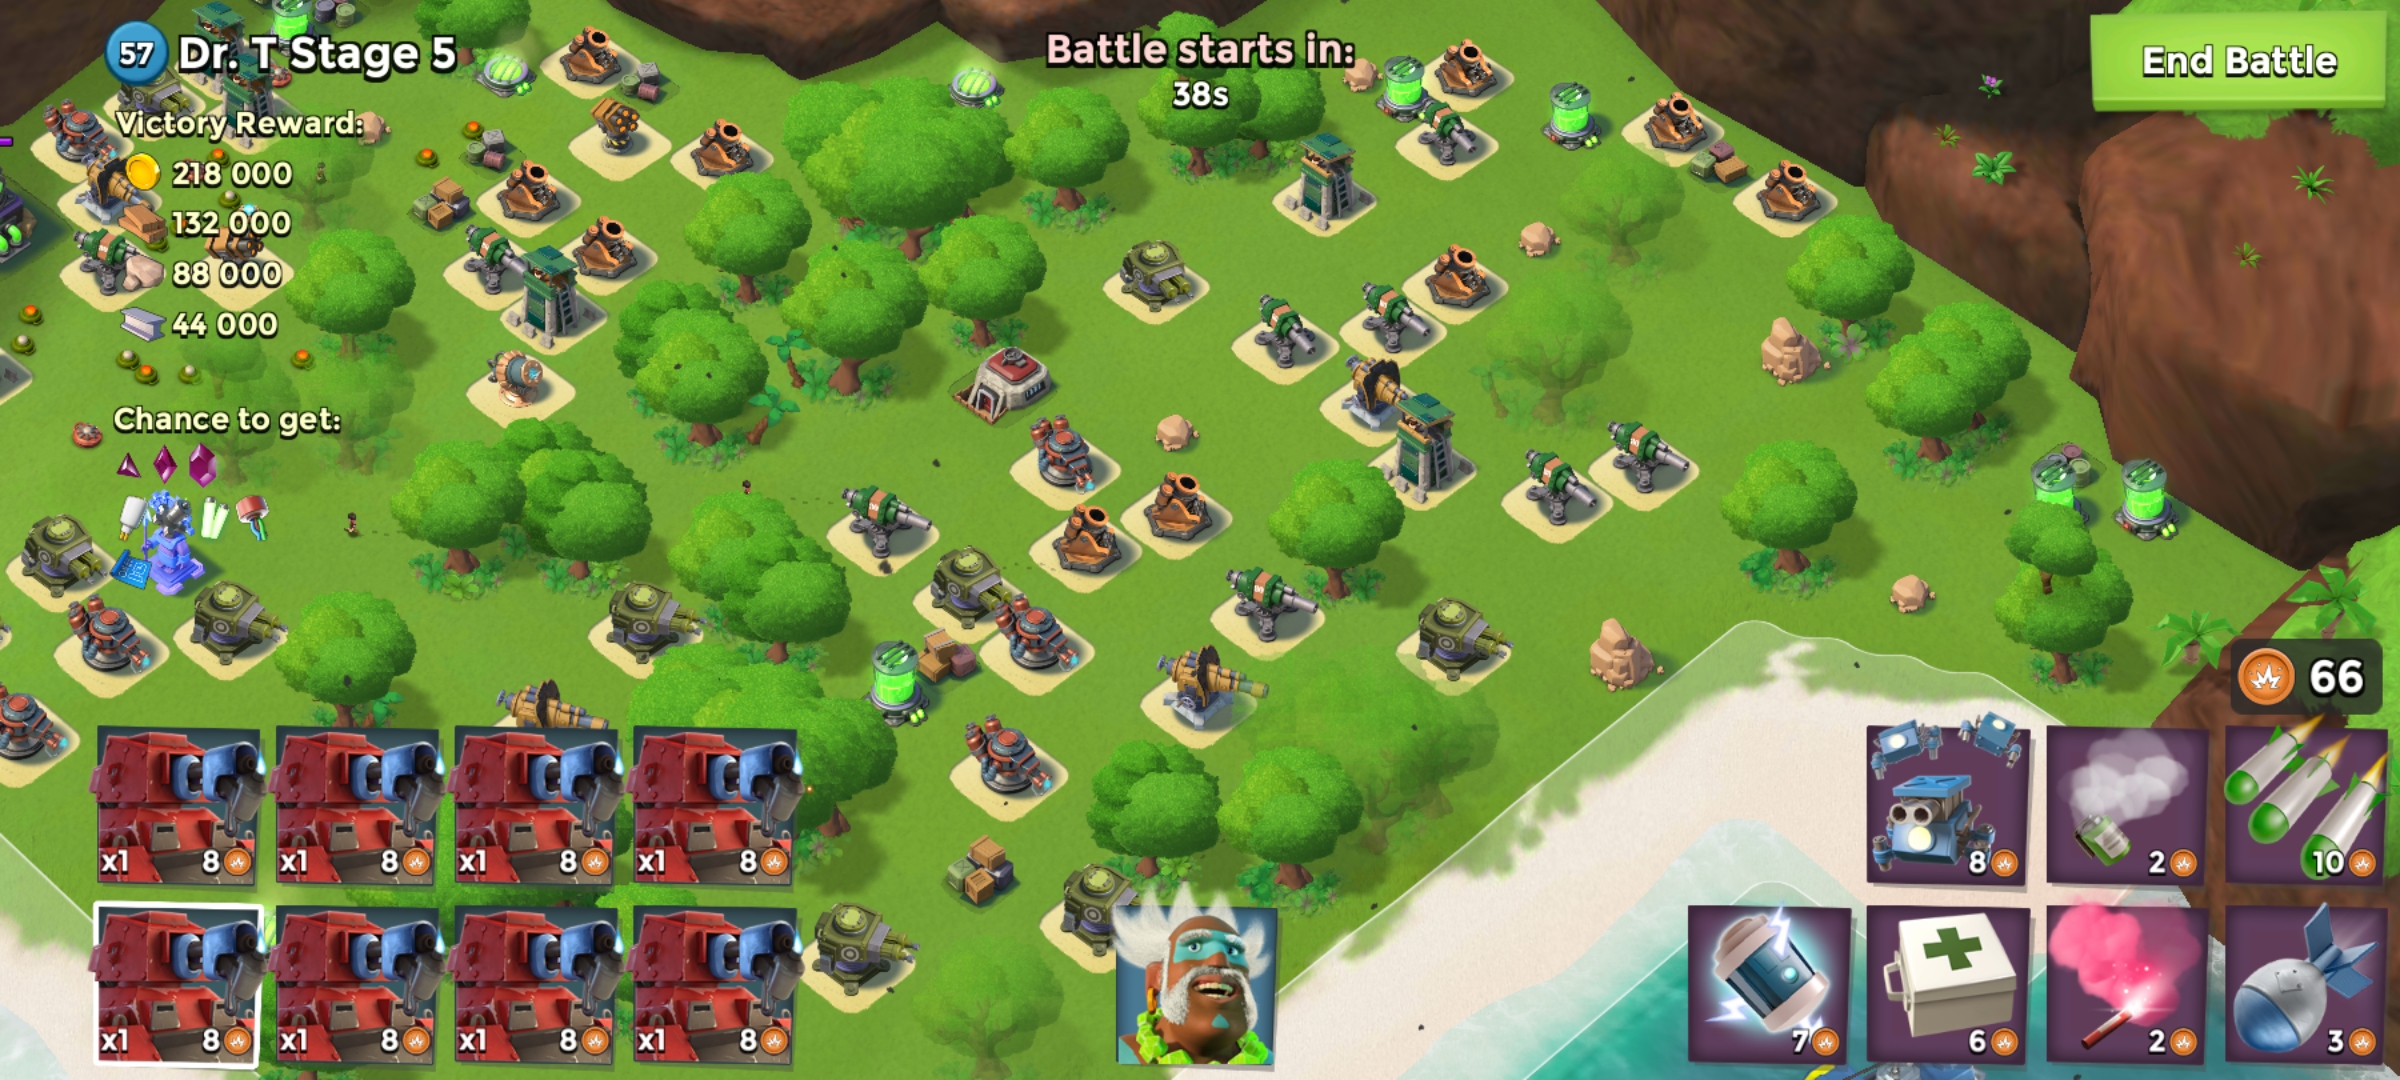 57 Dr. T Stage 5
Battle starts in:
38s
End Battle
Victory Reward:
218 000
132 000
88 000
44 000
Chance to get:
66
x1 8
x1 8
x1 8
x1 8
8
2
10
x1 8
x1 8
x1 8
x1 8
7
6
2
3